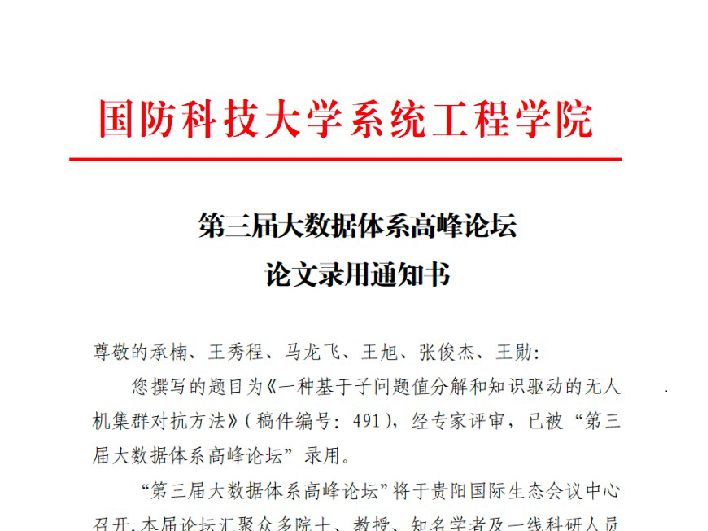 国防科技大学系统工程学院
第三届大数据体系高峰论坛
论文录用通知书
尊敬的承楠、王秀程、马龙飞、王旭、张俊杰、王勋：
您撰写的题目为《一种基于子问题值分解和知识驱动的无人
机集群对抗方法》（稿件编号：491），经专家评审，已被“第三
届大数据体系高峰论坛”录用。
“第三届大数据体系高峰论坛”将于贵阳国际生态会议中心
召开，本届论坛汇聚众多院士、教授、知名学者及一线科研人员